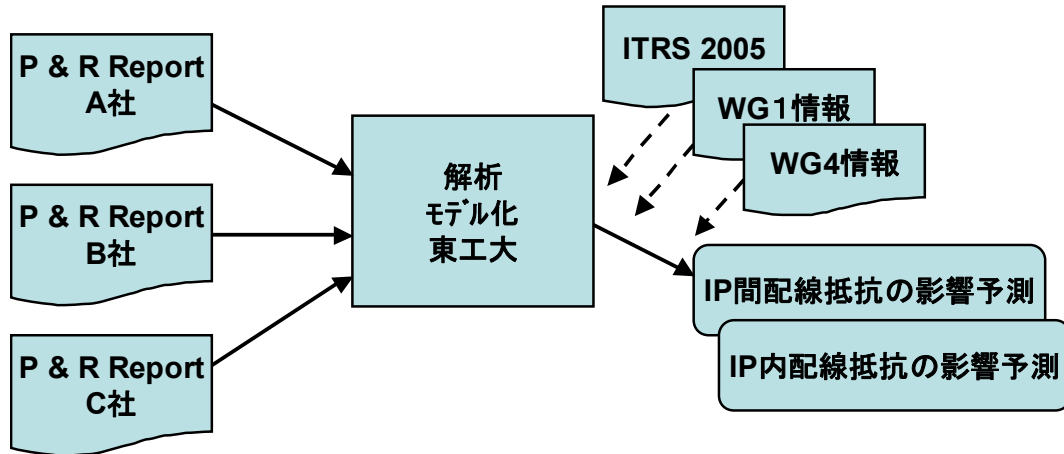 P & R Report
A社
P & R Report
B社
P & R Report
C社
解析
ﾓﾃﾞﾙ化
東工大
ITRS 2005
WG１情報
WG4情報
IP間配線抵抗の影響予測
IP内配線抵抗の影響予測